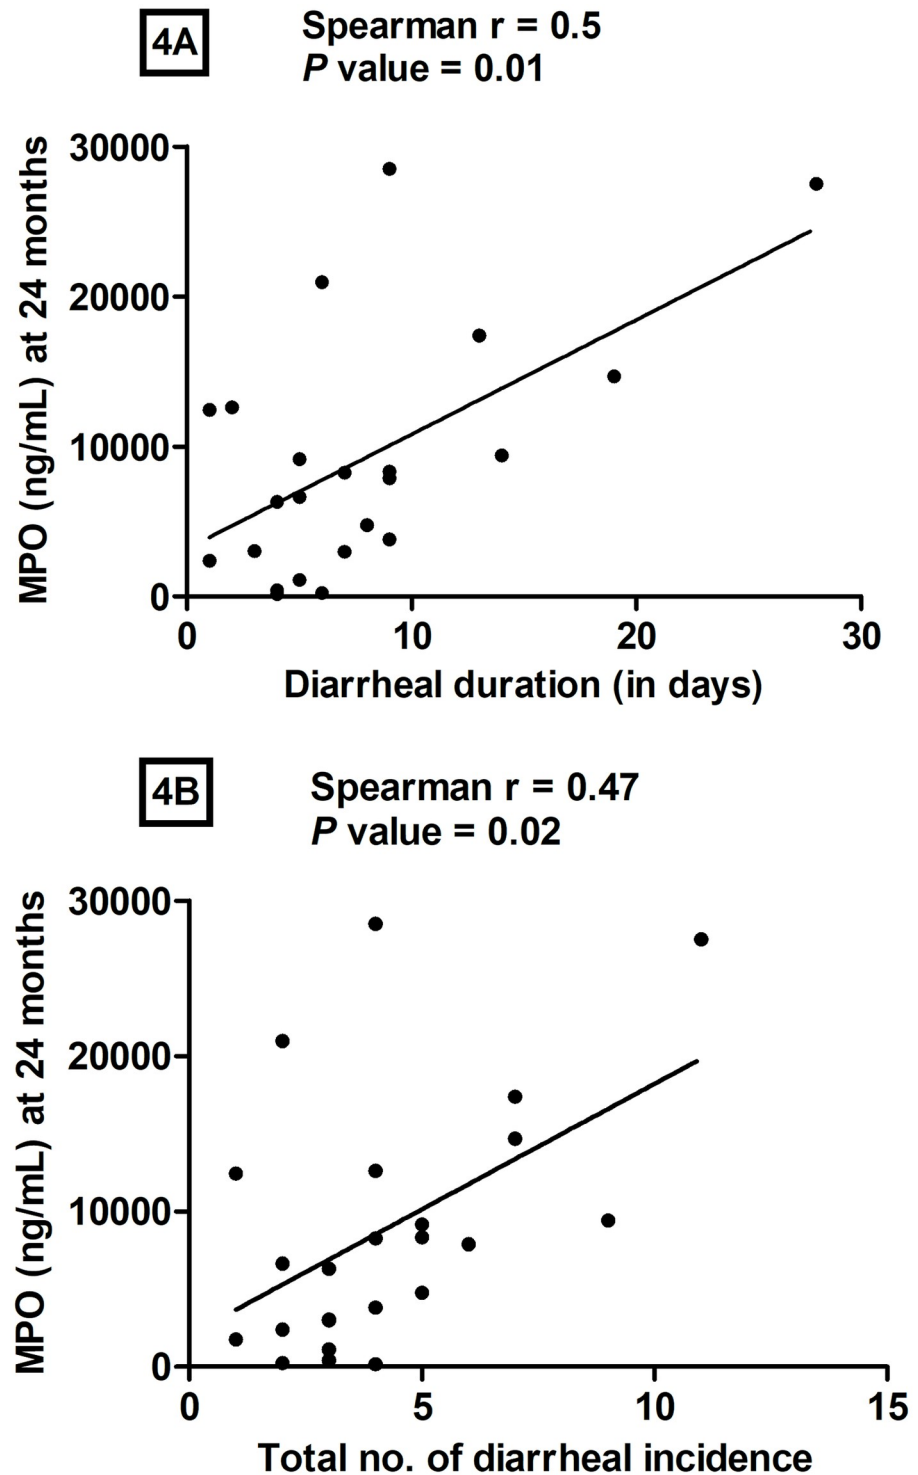 4A
Spearman r = 0.5
P value = 0.01
MPO (ng/mL) at 24 months
30000
20000
10000
0
0 10 20 30
Diarrheal duration (in days)
4B
Spearman r = 0.47
P value = 0.02
MPO (ng/mL) at 24 months
30000
20000
10000
0
0 5 10 15
Total no. of diarrheal incidence